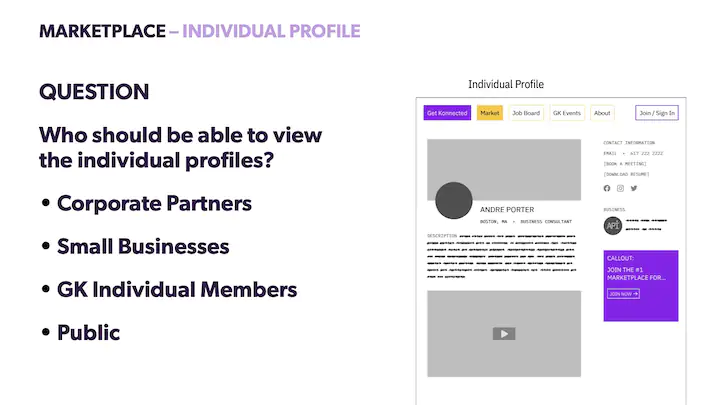 MARKETPLACE – INDIVIDUAL PROFILE
QUESTION
Who should be able to view
the individual profiles?
• Corporate Partners
• Small Businesses
• GK Individual Members
• Public
Individual Profile
Get Konnected
Market
Job Board
GK Events
About
Join / Sign In
ANDRE PORTER
BOSTON, MA • BUSINESS CONSULTANT
DESCRIPTION
CONTACT INFORMATION
EMAIL • 617 222 2222
[BOOK A MEETING]
[DOWNLOAD RESUME]
BUSINESS
API
CALLOUT:
JOIN THE #1
MARKETPLACE FOR...
JOIN NOW →